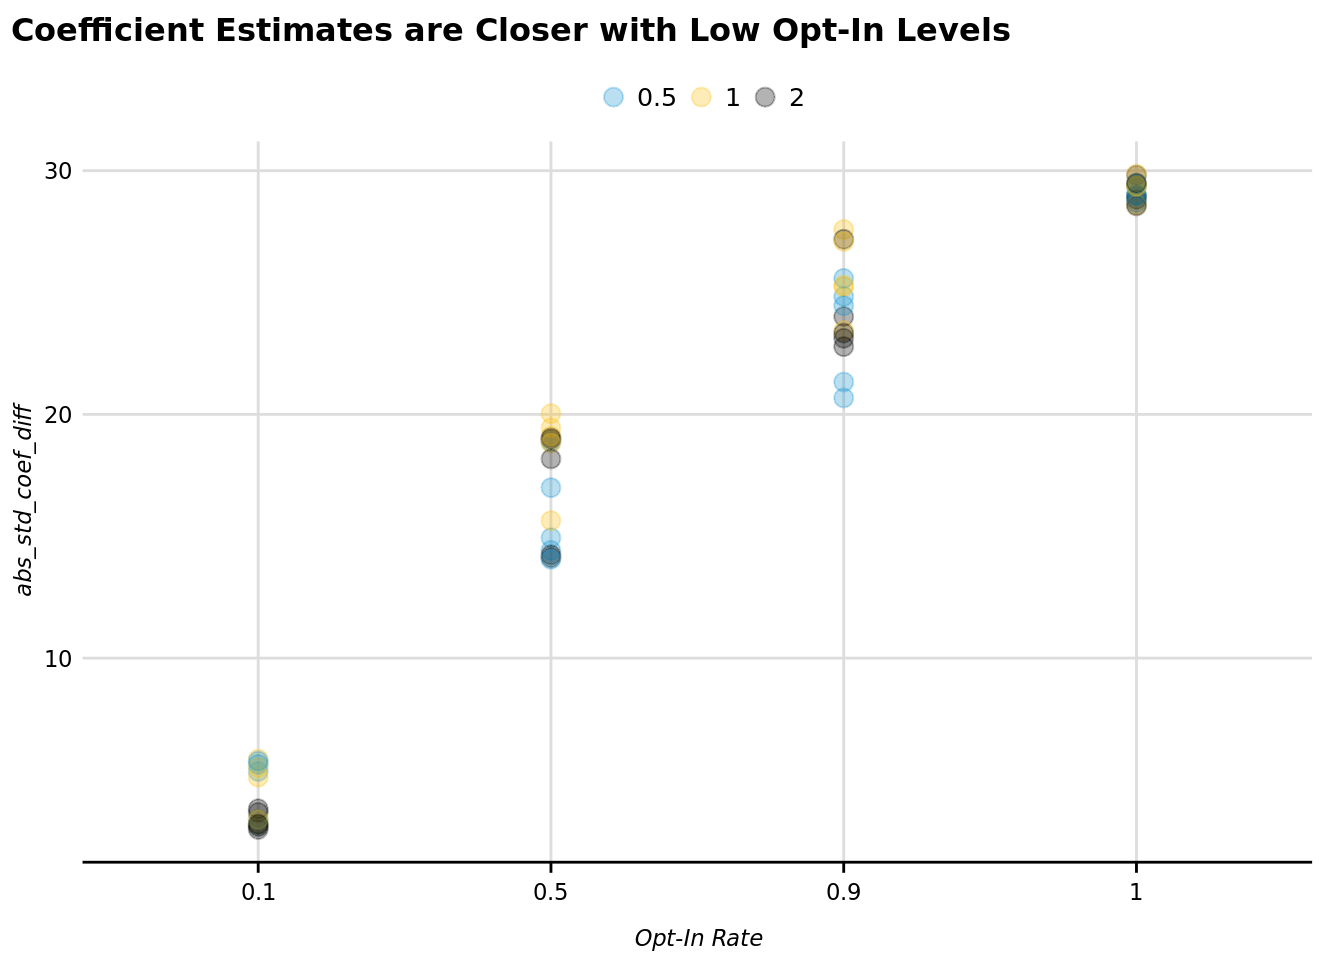 Coefficient Estimates are Closer with Low Opt-In Levels
0.5 1 2
30
20
10
abs_std_coef_diff
0.1 0.5 0.9 1
Opt-In Rate